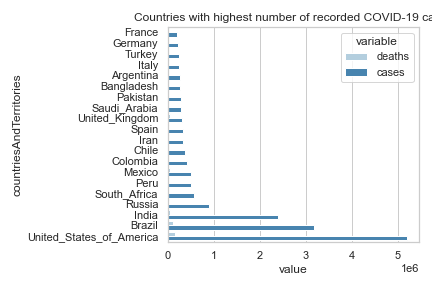 Countries with highest number of recorded COVID-19 ca
France
Germany
Turkey
Italy
Argentina
Bangladesh
Pakistan
Saudi_Arabia
United_Kingdom
Spain
Iran
Chile
Colombia
Mexico
Peru
South_Africa
Russia
India
Brazil
United_States_of_America
countriesAndTerritories
variable
deaths
cases
0 1 2 3 4 5
1e6
value